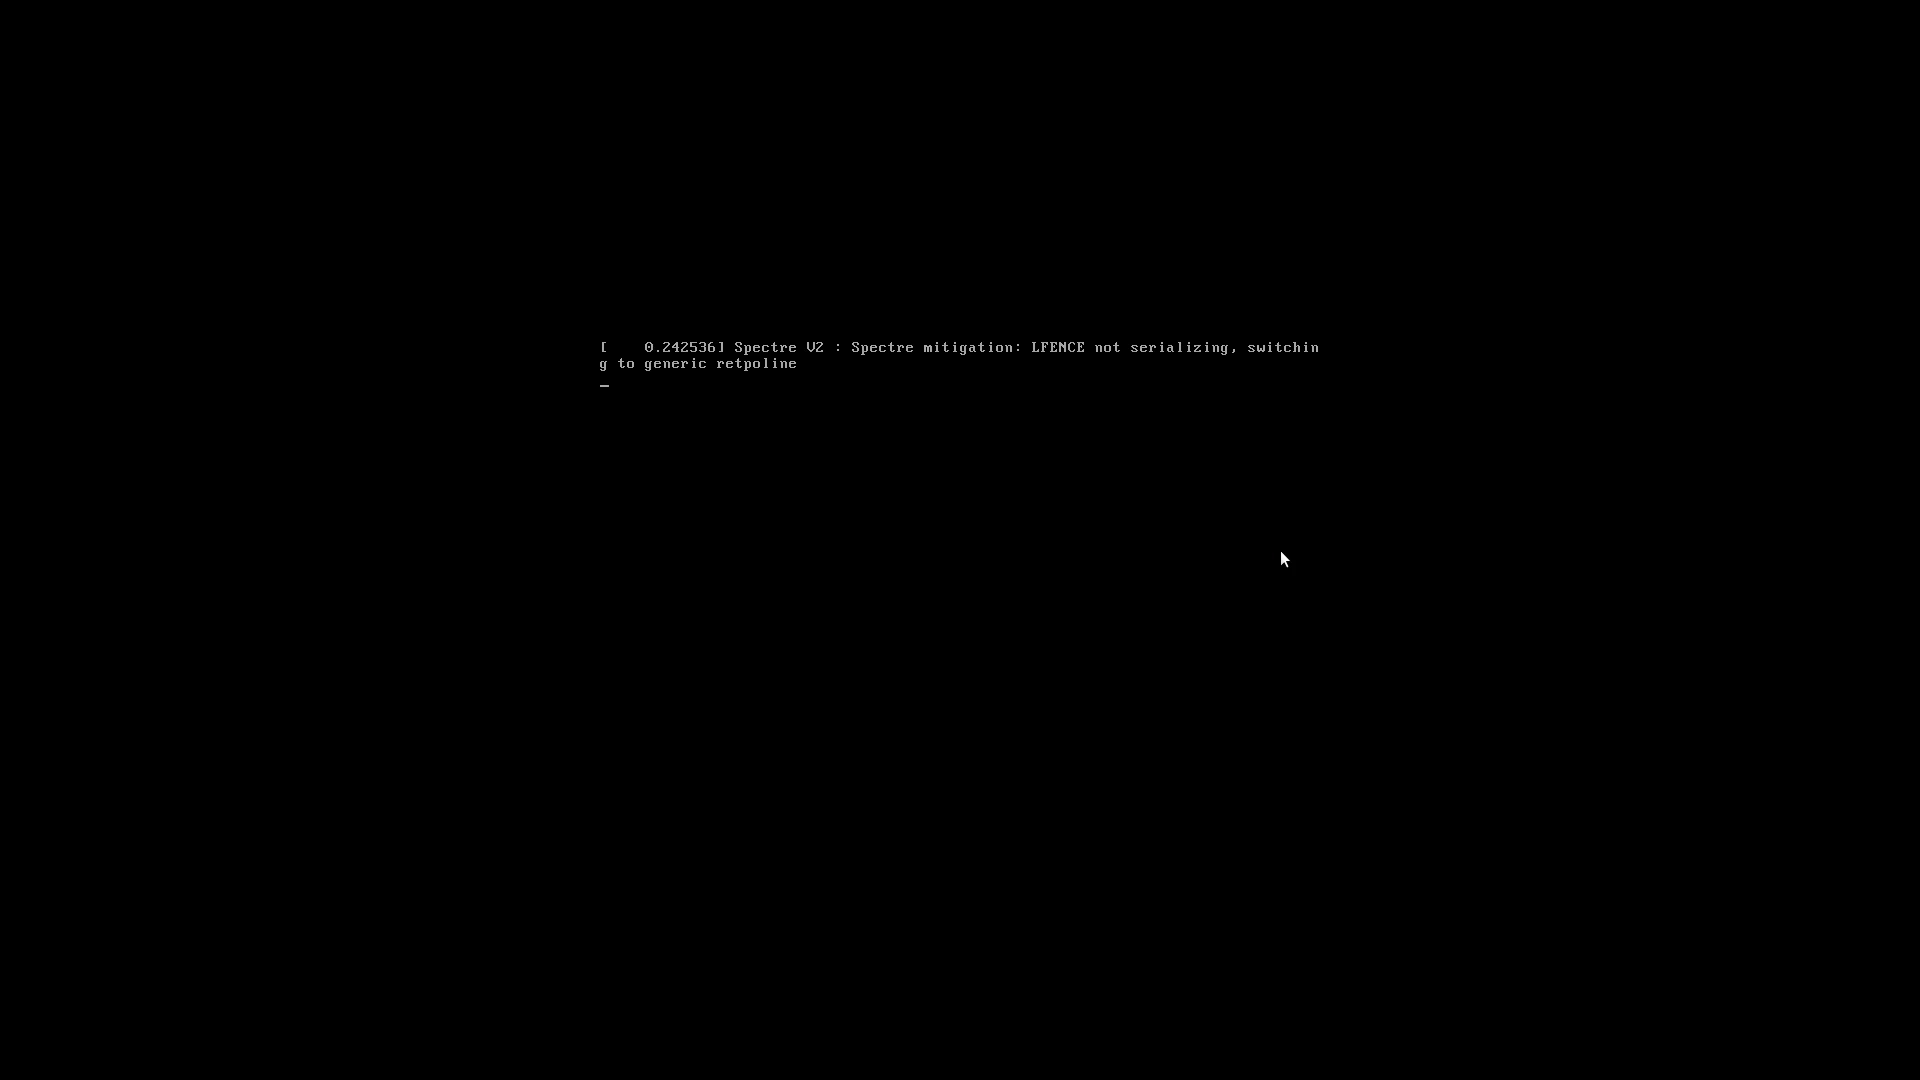 [    0.242536] Spectre V2 : Spectre mitigation: LFENCE not serializing, switchin
g to generic retpoline
_